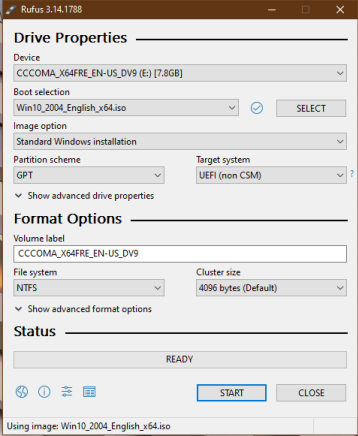 Rufus 3.14.1788
Drive Properties
Device
CCCOMA_X64FRE_EN-US_DV9 (E:) [7.8GB]
Boot selection
Win10_2004_English_x64.iso
SELECT
Image option
Standard Windows installation
Partition scheme
Target system
GPT
UEFI (non CSM)
?
Show advanced drive properties
Format Options
Volume label
CCCOMA_X64FRE_EN-US_DV9
File system
Cluster size
NTFS
4096 bytes (Default)
Show advanced format options
Status
READY
START
CLOSE
Using image: Win10_2004_English_x64.iso